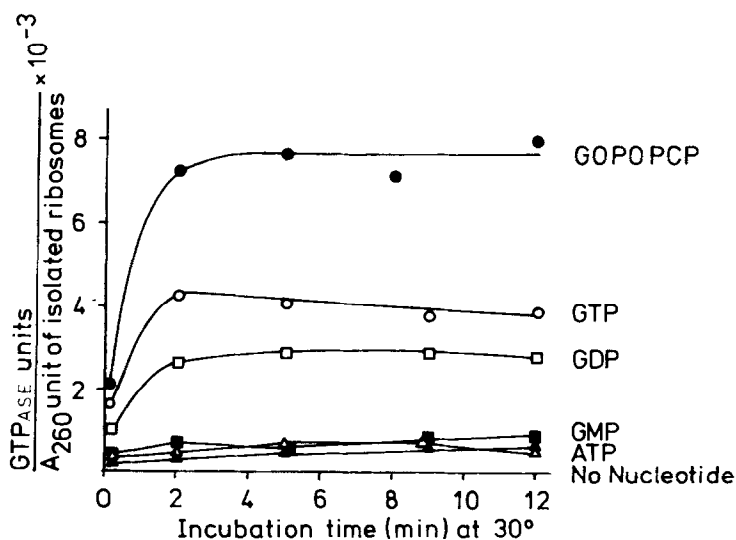 GTPASE units
A260 unit of isolated ribosomes
× 10-3
8
6
4
2
0 2 4 6 8 10 12
Incubation time (min) at 30°
GOPOPCP
GTP
GDP
GMP
ATP
No Nucleotide